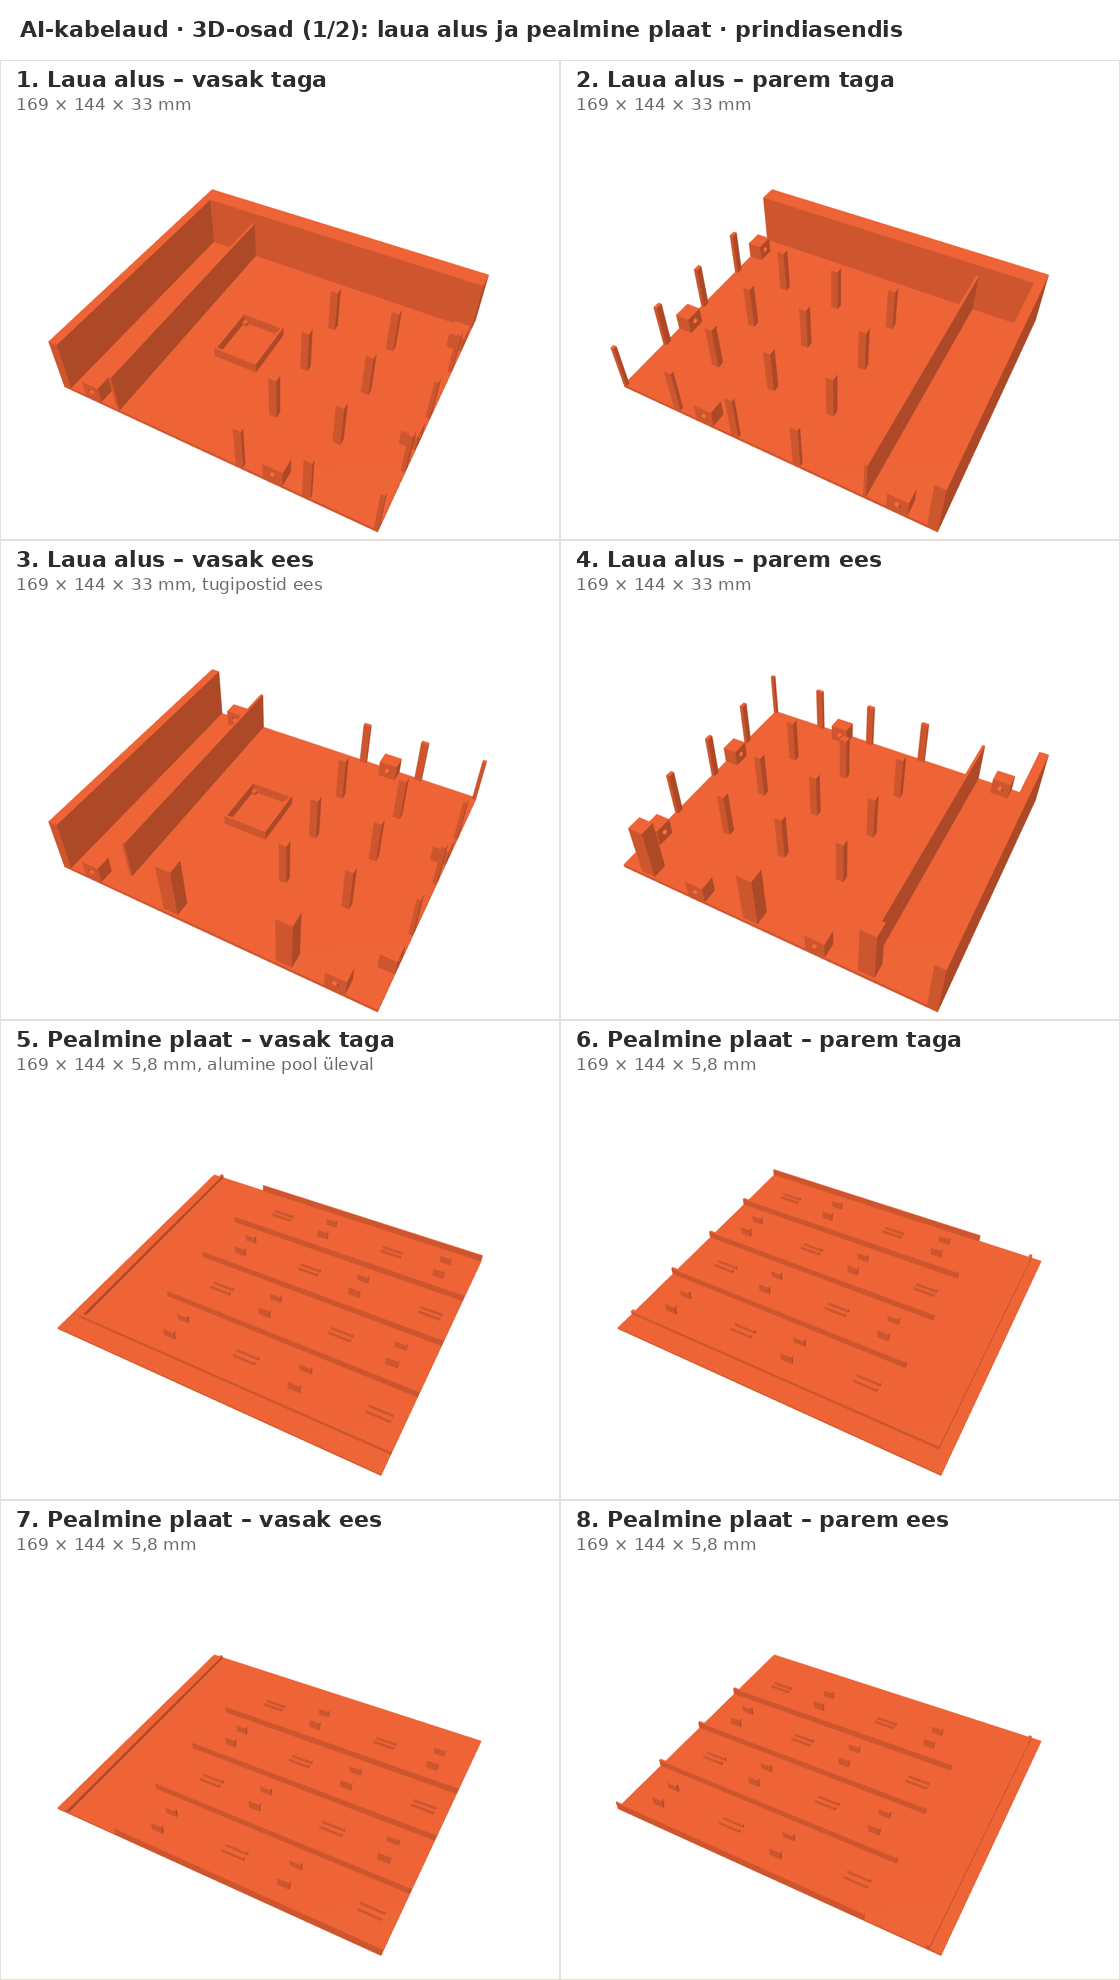 AI-kabelaud · 3D-osad (1/2): laua alus ja pealmine plaat · prindiasendis
1. Laua alus – vasak taga
169 × 144 × 33 mm
2. Laua alus – parem taga
169 × 144 × 33 mm
3. Laua alus – vasak ees
169 × 144 × 33 mm, tugipostid ees
4. Laua alus – parem ees
169 × 144 × 33 mm
5. Pealmine plaat – vasak taga
169 × 144 × 5,8 mm, alumine pool üleval
6. Pealmine plaat – parem taga
169 × 144 × 5,8 mm
7. Pealmine plaat – vasak ees
169 × 144 × 5,8 mm
8. Pealmine plaat – parem ees
169 × 144 × 5,8 mm